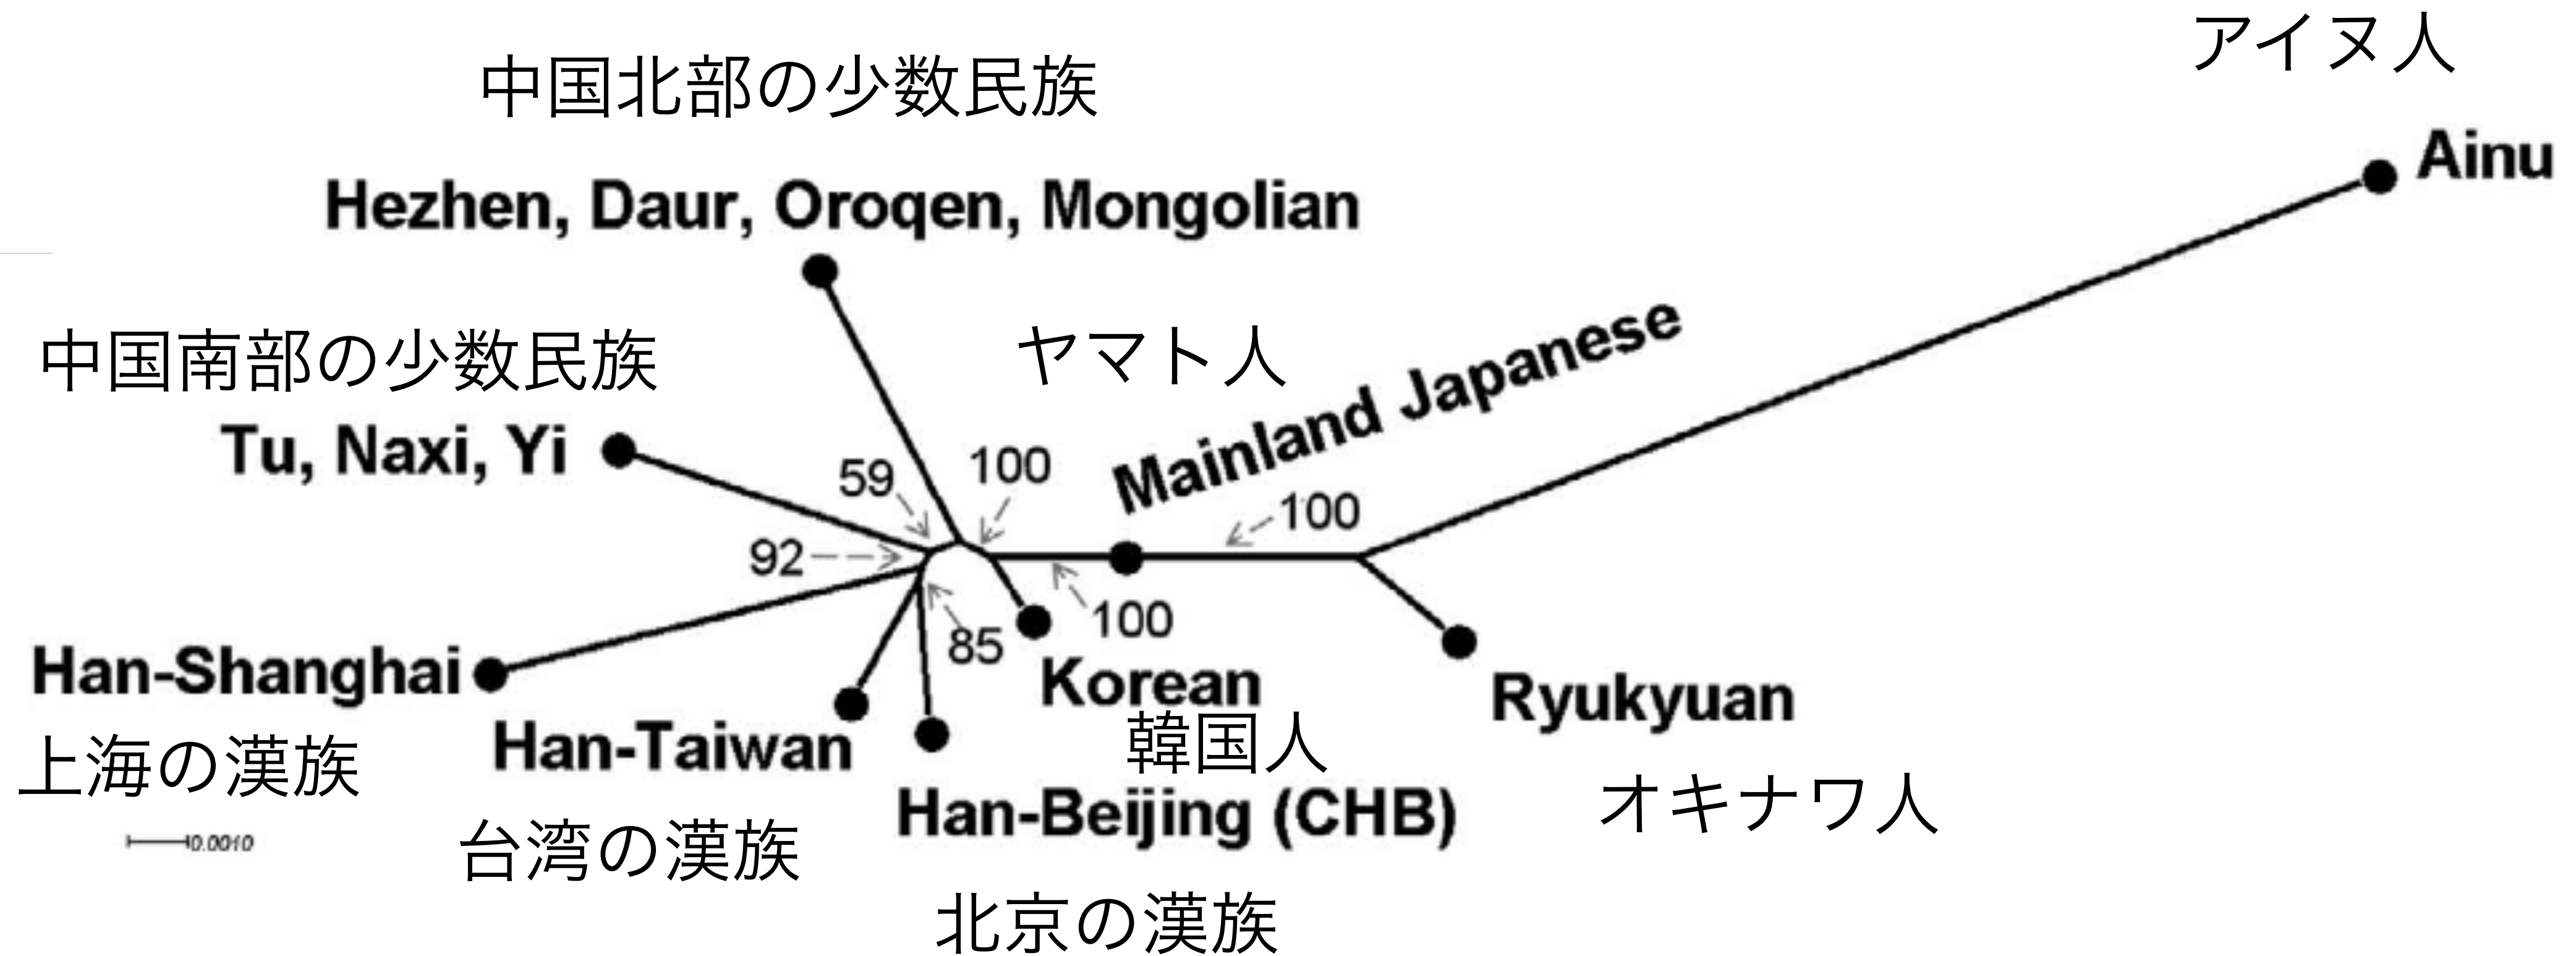 アイヌ人
Ainu
中国北部の少数民族
Hezhen, Daur, Oroqen, Mongolian
ヤマト人
Mainland Japanese
中国南部の少数民族
Tu, Naxi, Yi
59
100
100
92
100
85
Han-Shanghai
上海の漢族
Han-Taiwan
台湾の漢族
Korean
韓国人
Han-Beijing (CHB)
北京の漢族
Ryukyuan
オキナワ人
0.0010